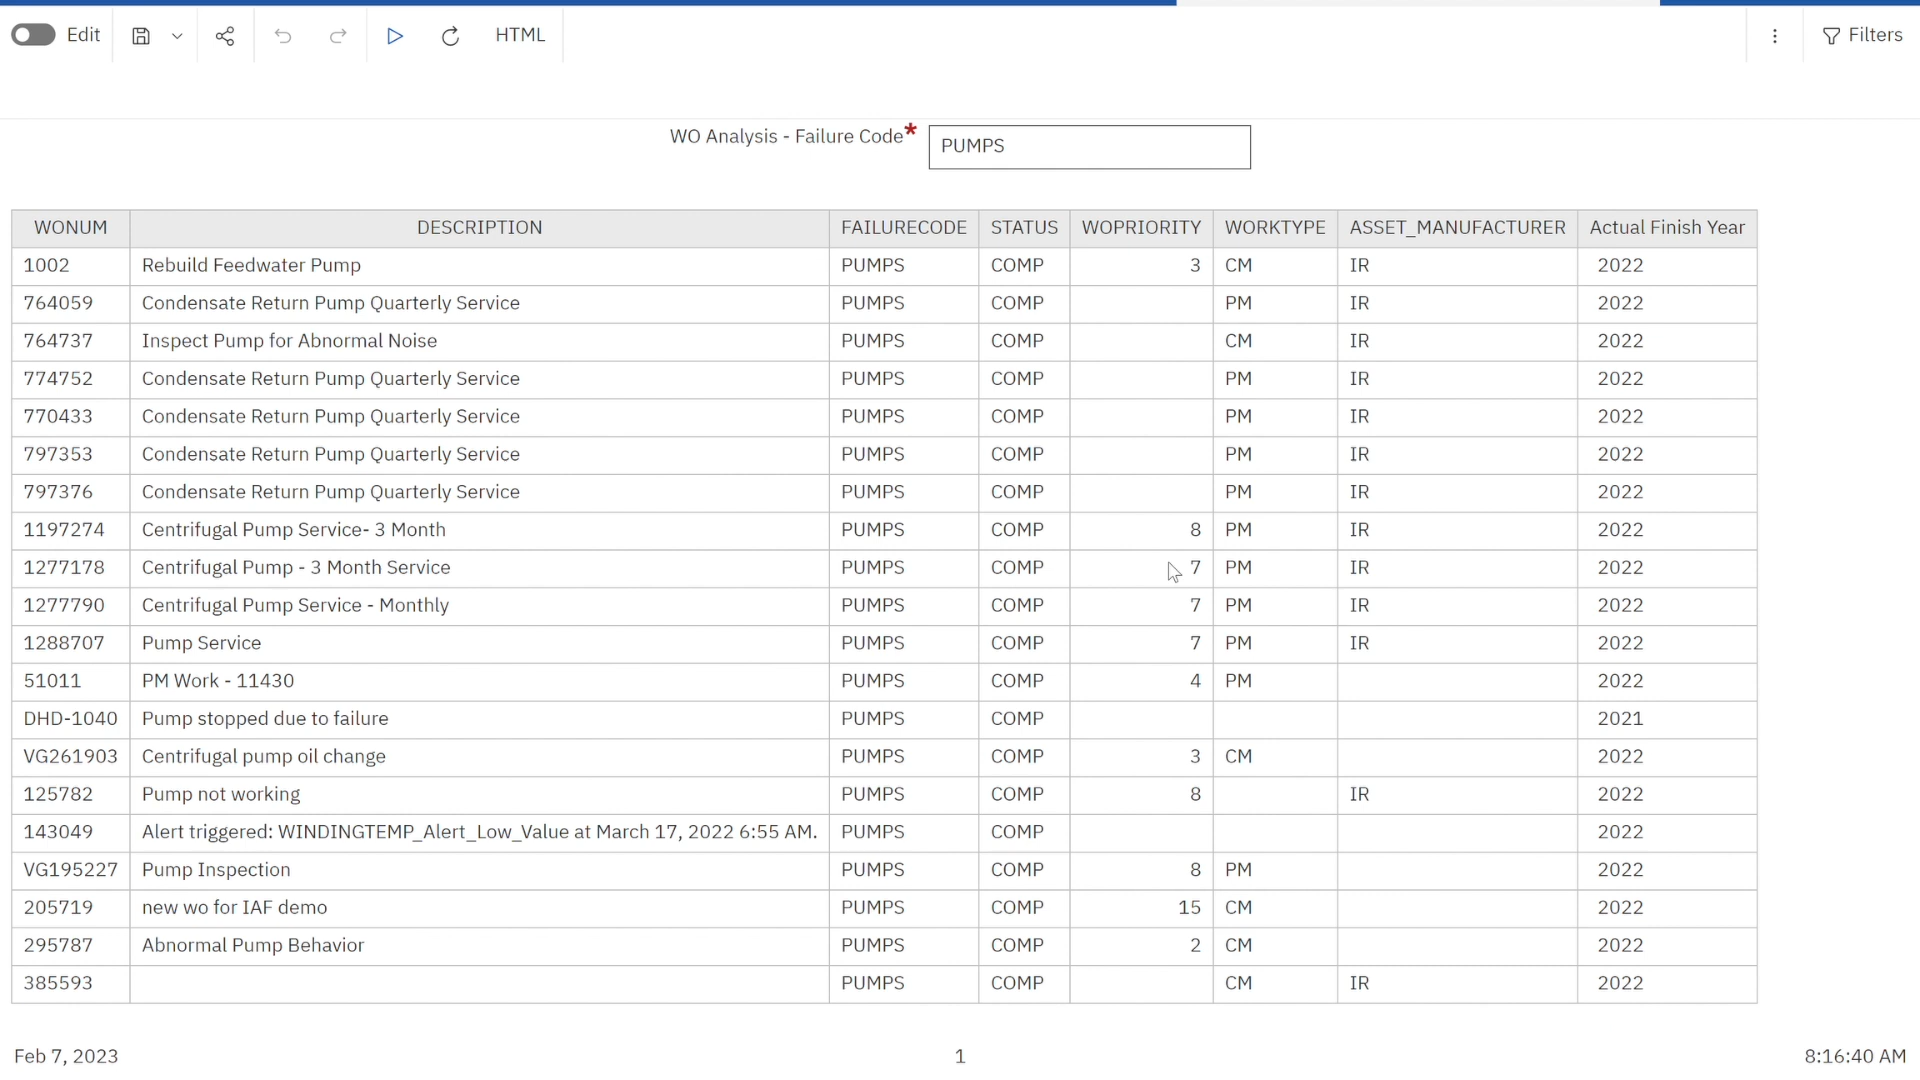 Edit HTML Filters
WO Analysis - Failure Code* PUMPS
WONUM DESCRIPTION FAILURECODE STATUS WOPRIORITY WORKTYPE ASSET_MANUFACTURER Actual Finish Year
1002 Rebuild Feedwater Pump PUMPS COMP 3 CM IR 2022
764059 Condensate Return Pump Quarterly Service PUMPS COMP PM IR 2022
764737 Inspect Pump for Abnormal Noise PUMPS COMP CM IR 2022
774752 Condensate Return Pump Quarterly Service PUMPS COMP PM IR 2022
770433 Condensate Return Pump Quarterly Service PUMPS COMP PM IR 2022
797353 Condensate Return Pump Quarterly Service PUMPS COMP PM IR 2022
797376 Condensate Return Pump Quarterly Service PUMPS COMP PM IR 2022
1197274 Centrifugal Pump Service- 3 Month PUMPS COMP 8 PM IR 2022
1277178 Centrifugal Pump - 3 Month Service PUMPS COMP 7 PM IR 2022
1277790 Centrifugal Pump Service - Monthly PUMPS COMP 7 PM IR 2022
1288707 Pump Service PUMPS COMP 7 PM IR 2022
51011 PM Work - 11430 PUMPS COMP 4 PM 2022
DHD-1040 Pump stopped due to failure PUMPS COMP 2021
VG261903 Centrifugal pump oil change PUMPS COMP 3 CM 2022
125782 Pump not working PUMPS COMP 8 IR 2022
143049 Alert triggered: WINDINGTEMP_Alert_Low_Value at March 17, 2022 6:55 AM. PUMPS COMP 2022
VG195227 Pump Inspection PUMPS COMP 8 PM 2022
205719 new wo for IAF demo PUMPS COMP 15 CM 2022
295787 Abnormal Pump Behavior PUMPS COMP 2 CM 2022
385593 PUMPS COMP CM IR 2022
Feb 7, 2023 1 8:16:40 AM